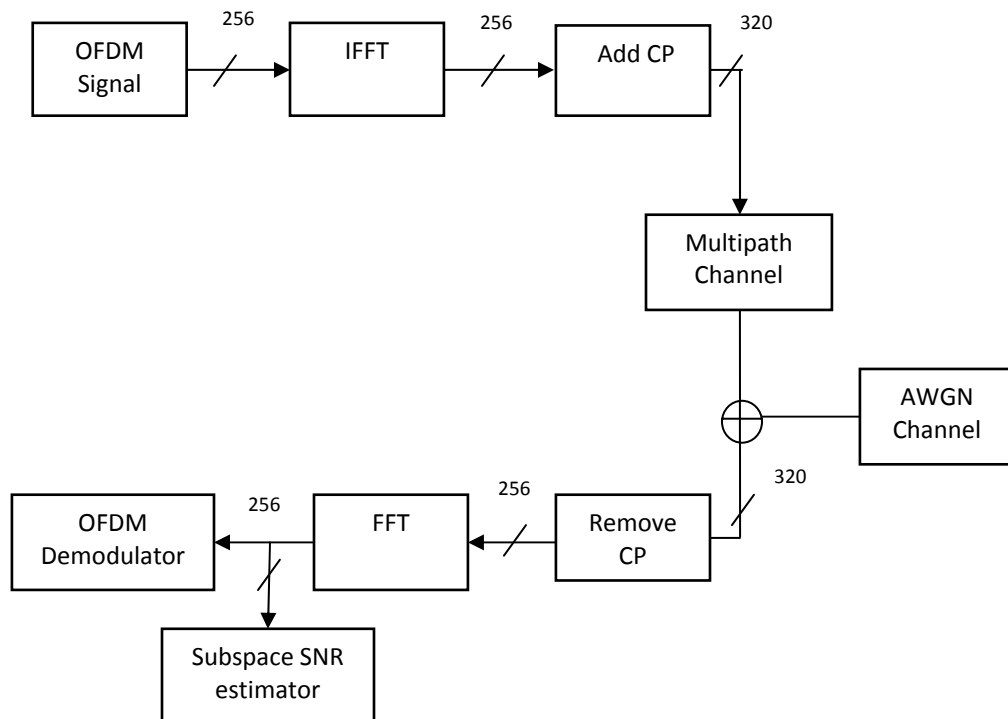 256
256
320
OFDM
Signal
IFFT
Add CP
Multipath
Channel
AWGN
Channel
320
256
256
OFDM
Demodulator
FFT
Remove
CP
Subspace SNR
estimator